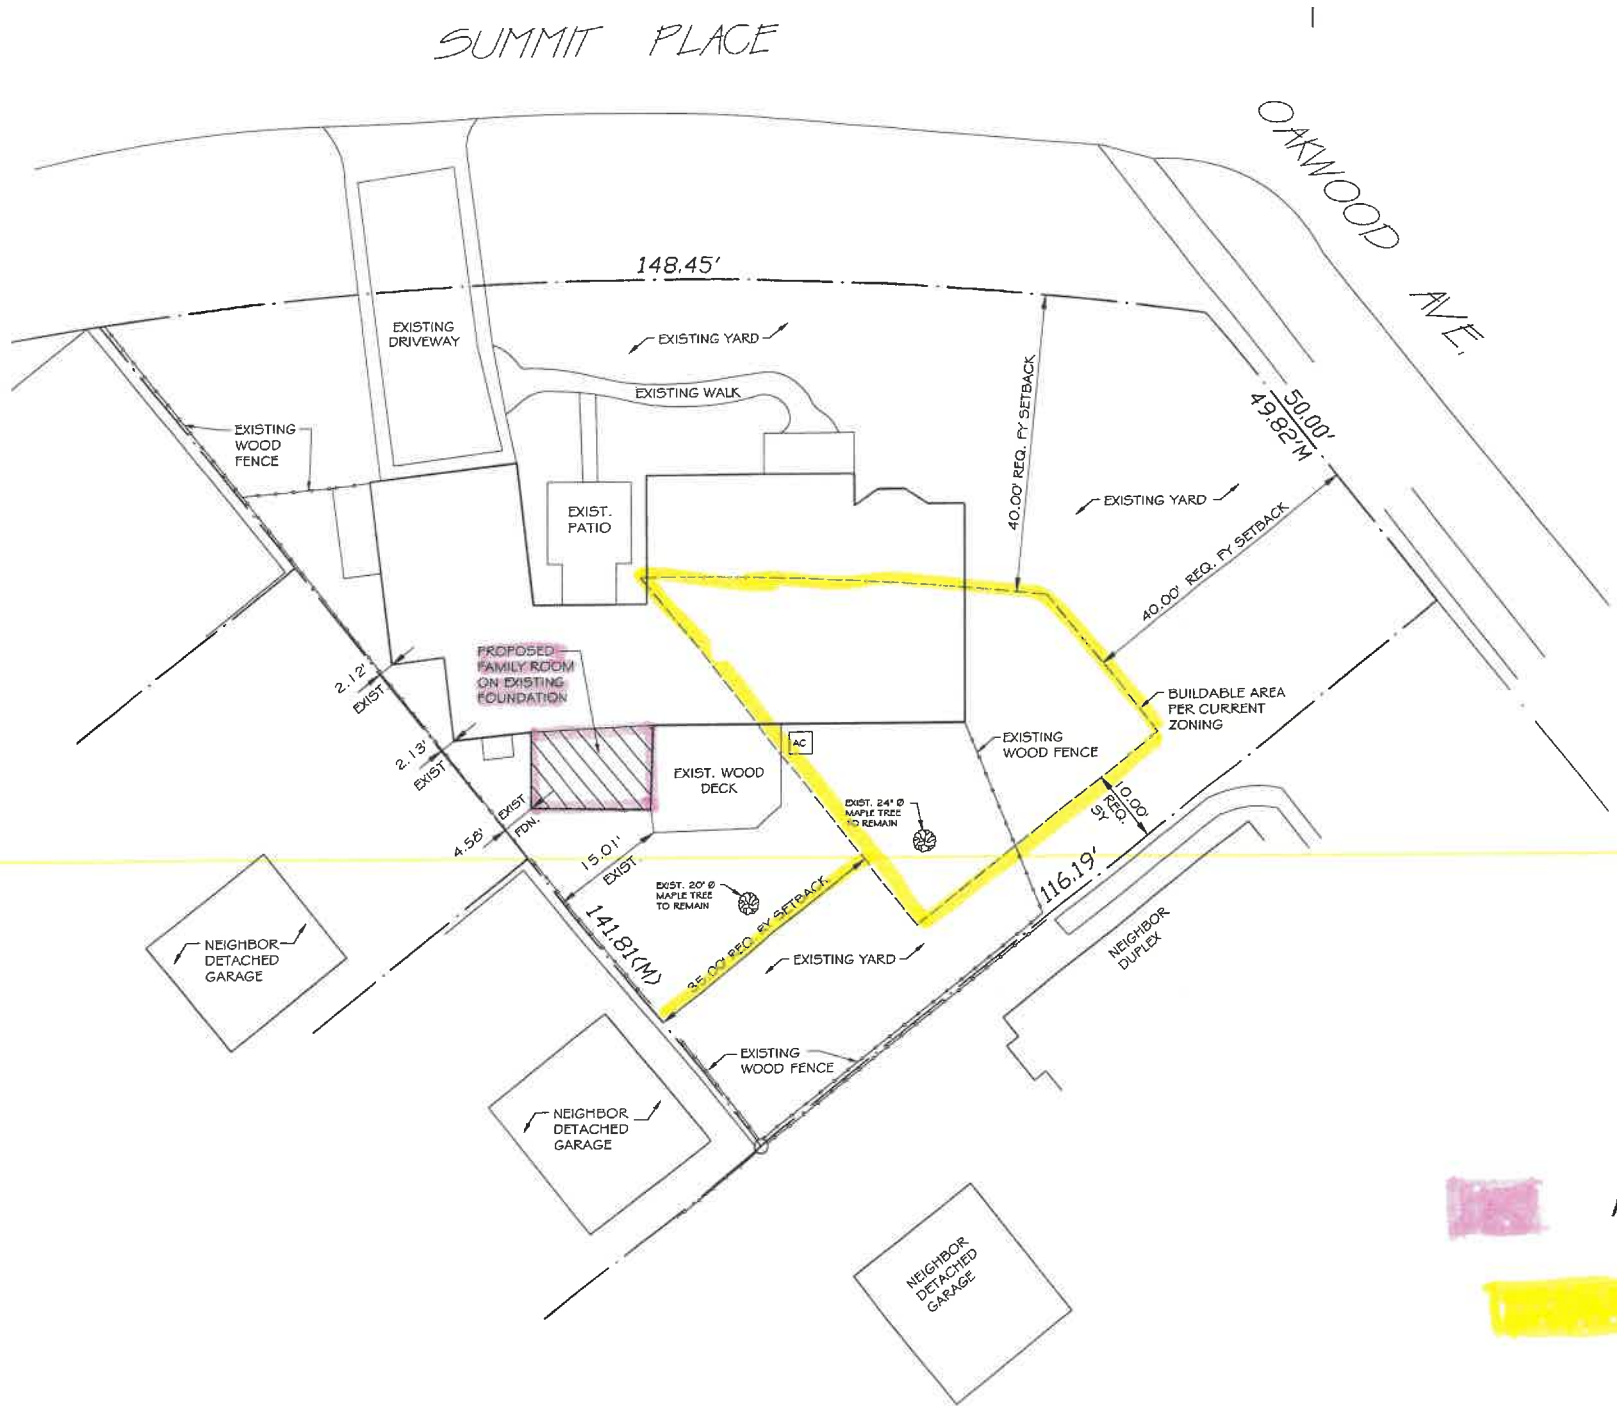 SUMMIT PLACE
OAKWOOD AVE.
148.45'
EXISTING
DRIVEWAY
EXISTING YARD
EXISTING WALK
40.00' REQ. FY SETBACK
50.00'
49.82'M
EXISTING
WOOD
FENCE
EXIST.
PATIO
EXISTING YARD
40.00' REQ. FY SETBACK
PROPOSED
FAMILY ROOM
ON EXISTING
FOUNDATION
2.12'
EXIST
BUILDABLE AREA
PER CURRENT
ZONING
2.13'
EXIST
EXISTING
WOOD FENCE
AC
EXIST. WOOD
DECK
10.00'
REQ.
SY
EXIST. 24" Ø
MAPLE TREE
TO REMAIN
4.58'
EXIST
FDN.
15.01'
EXIST
116.19'
EXIST. 20" Ø
MAPLE TREE
TO REMAIN
35.00' REQ. RY SETBACK
141.81'(M)
NEIGHBOR
DETACHED
GARAGE
EXISTING YARD
NEIGHBOR
DUPLEX
EXISTING
WOOD FENCE
NEIGHBOR
DETACHED
GARAGE
NEIGHBOR
DETACHED
GARAGE